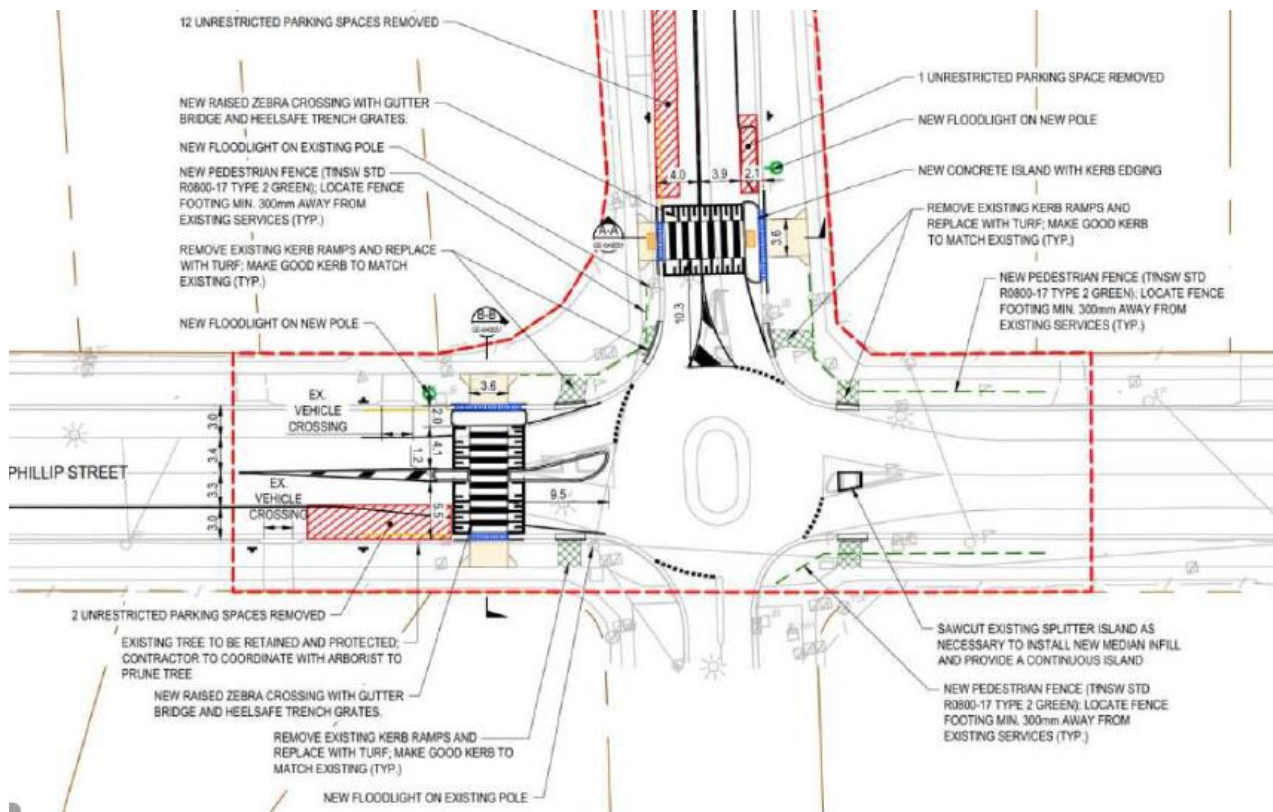 12 UNRESTRICTED PARKING SPACES REMOVED
NEW RAISED ZEBRA CROSSING WITH GUTTER
BRIDGE AND HEELSAFE TRENCH GRATES.
NEW FLOODLIGHT ON EXISTING POLE
NEW PEDESTRIAN FENCE (TfNSW STD
R0800-17 TYPE 2 GREEN); LOCATE FENCE
FOOTING MIN. 300mm AWAY FROM
EXISTING SERVICES (TYP.)
REMOVE EXISTING KERB RAMPS AND REPLACE
WITH TURF; MAKE GOOD KERB TO MATCH
EXISTING (TYP.)
NEW FLOODLIGHT ON NEW POLE
1 UNRESTRICTED PARKING SPACE REMOVED
NEW FLOODLIGHT ON NEW POLE
NEW CONCRETE ISLAND WITH KERB EDGING
REMOVE EXISTING KERB RAMPS AND
REPLACE WITH TURF; MAKE GOOD KERB
TO MATCH EXISTING (TYP.)
NEW PEDESTRIAN FENCE (TfNSW STD
R0800-17 TYPE 2 GREEN); LOCATE FENCE
FOOTING MIN. 300mm AWAY FROM
EXISTING SERVICES (TYP.)
4.0
3.9
2.1
A-A
3.6
10.3
B-B
3.6
EX.
VEHICLE
CROSSING
2.0
4.1
1.2
5.5
9.5
3.0
3.4
3.3
3.0
PHILLIP STREET
EX.
VEHICLE
CROSSING
2 UNRESTRICTED PARKING SPACES REMOVED
EXISTING TREE TO BE RETAINED AND PROTECTED;
CONTRACTOR TO COORDINATE WITH ARBORIST TO
PRUNE TREE
NEW RAISED ZEBRA CROSSING WITH GUTTER
BRIDGE AND HEELSAFE TRENCH GRATES.
REMOVE EXISTING KERB RAMPS AND
REPLACE WITH TURF; MAKE GOOD KERB TO
MATCH EXISTING (TYP.)
NEW FLOODLIGHT ON EXISTING POLE
SAWCUT EXISTING SPLITTER ISLAND AS
NECESSARY TO INSTALL NEW MEDIAN INFILL
AND PROVIDE A CONTINUOUS ISLAND
NEW PEDESTRIAN FENCE (TfNSW STD
R0800-17 TYPE 2 GREEN); LOCATE FENCE
FOOTING MIN. 300mm AWAY FROM
EXISTING SERVICES (TYP.)